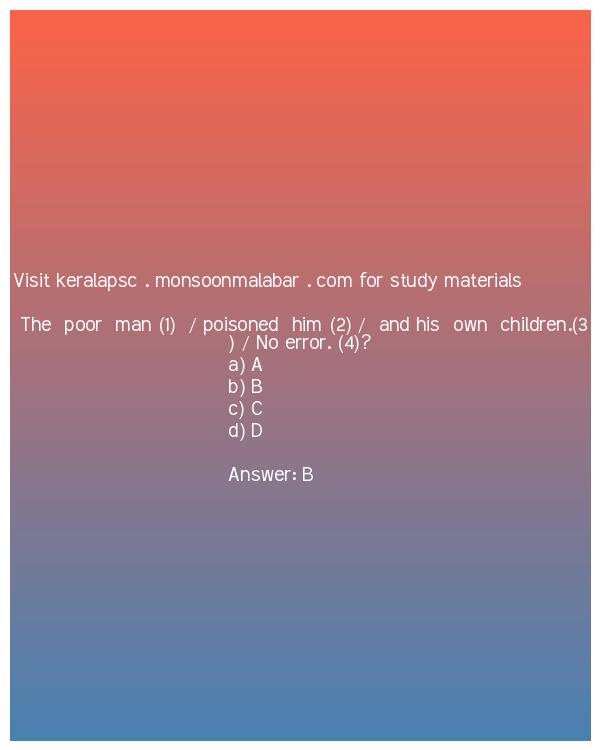 Visit keralapsc . monsoonmalabar . com for study materials
The poor man (1) / poisoned him (2) / and his own children.(3
) / No error. (4)?
a) A
b) B
c) C
d) D
Answer: B